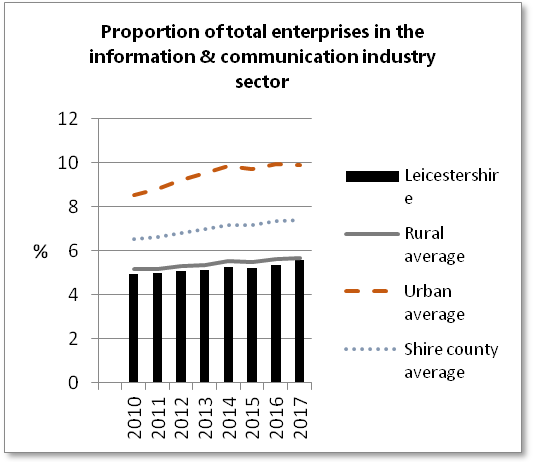 Proportion of total enterprises in the
information & communication industry
sector
12
10
8
6
4
2
0
%
2010
2011
2012
2013
2014
2015
2016
2017
Leicestershir
e
Rural
average
Urban
average
Shire county
average